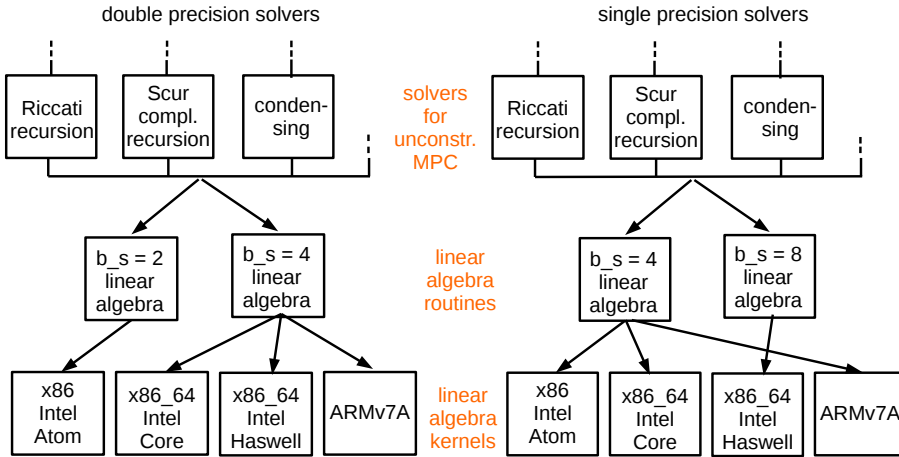 double precision solvers
single precision solvers
Riccati
recursion
Scur
compl.
recursion
conden-
sing
solvers
for
unconstr.
MPC
Riccati
recursion
Scur
compl.
recursion
conden-
sing
b_s = 2
linear
algebra
b_s = 4
linear
algebra
linear
algebra
routines
b_s = 4
linear
algebra
b_s = 8
linear
algebra
x86
Intel
Atom
x86_64
Intel
Core
x86_64
Intel
Haswell
ARMv7A
linear
algebra
kernels
x86
Intel
Atom
x86_64
Intel
Core
x86_64
Intel
Haswell
ARMv7A